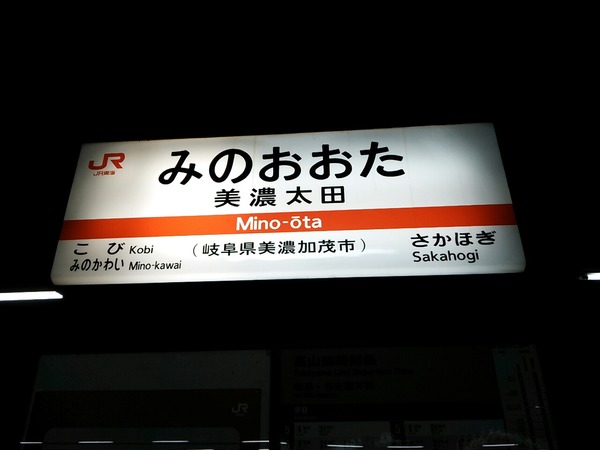 JR
JR東海
みのおおた
美濃太田
Mino-ōta
こび Kobi
みのかわい Mino-kawai
(岐阜県美濃加茂市)
さかほぎ
Sakahogi
JR